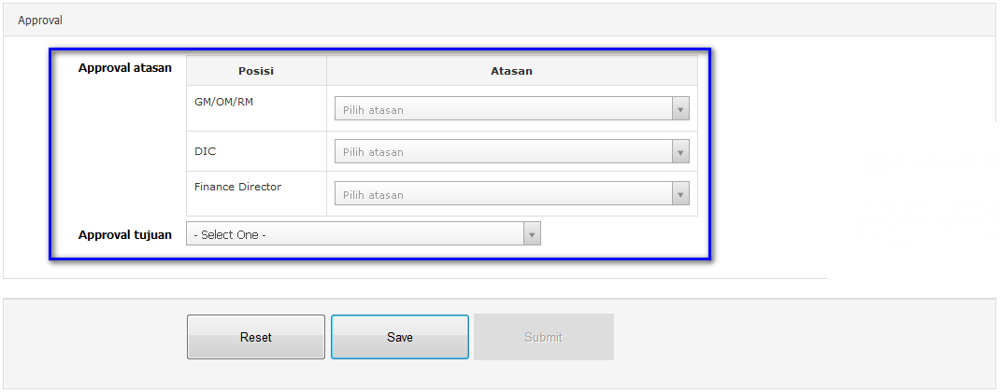 Approval
Approval atasan
Posisi Atasan
GM/OM/RM Pilih atasan
DIC Pilih atasan
Finance Director Pilih atasan
Approval tujuan - Select One -
Reset Save Submit